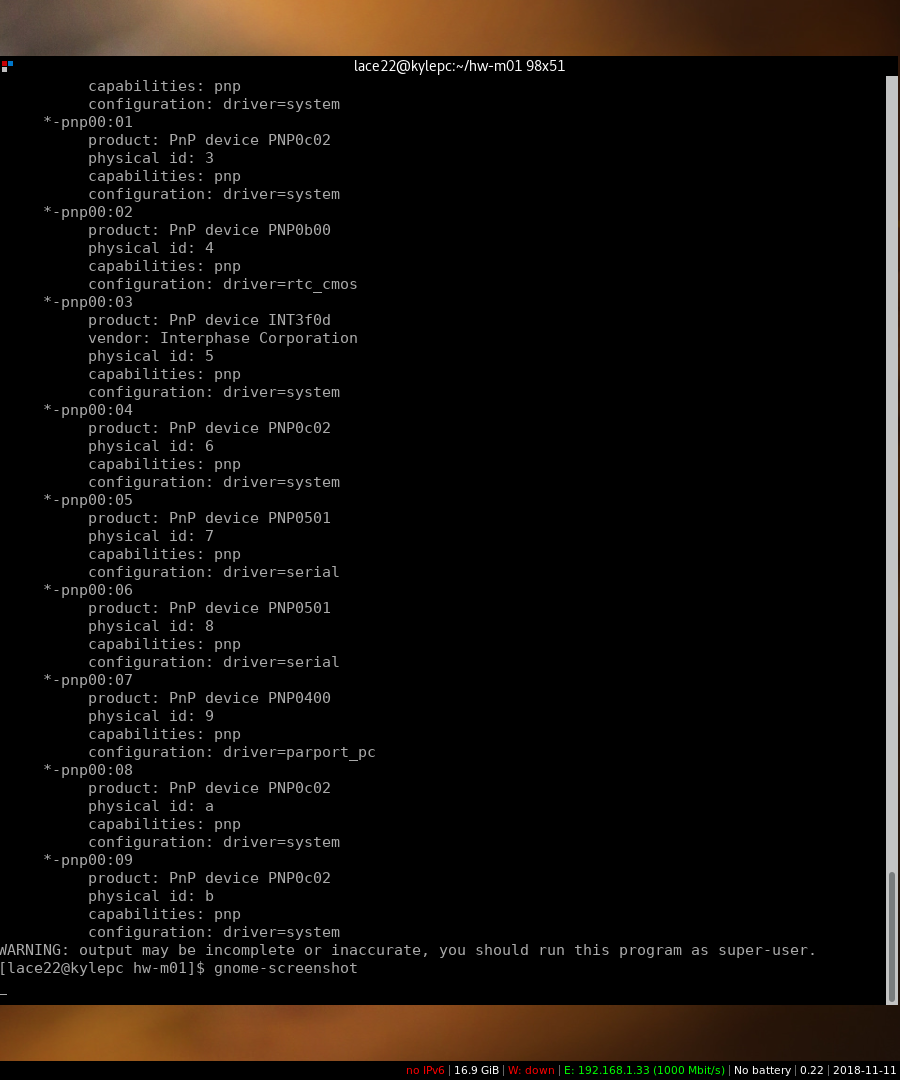 lace22@kylepc:~/hw-m01 98x51
capabilities: pnp
configuration: driver=system
*-pnp00:01
product: PnP device PNP0c02
physical id: 3
capabilities: pnp
configuration: driver=system
*-pnp00:02
product: PnP device PNP0b00
physical id: 4
capabilities: pnp
configuration: driver=rtc_cmos
*-pnp00:03
product: PnP device INT3f0d
vendor: Interphase Corporation
physical id: 5
capabilities: pnp
configuration: driver=system
*-pnp00:04
product: PnP device PNP0c02
physical id: 6
capabilities: pnp
configuration: driver=system
*-pnp00:05
product: PnP device PNP0501
physical id: 7
capabilities: pnp
configuration: driver=serial
*-pnp00:06
product: PnP device PNP0501
physical id: 8
capabilities: pnp
configuration: driver=serial
*-pnp00:07
product: PnP device PNP0400
physical id: 9
capabilities: pnp
configuration: driver=parport_pc
*-pnp00:08
product: PnP device PNP0c02
physical id: a
capabilities: pnp
configuration: driver=system
*-pnp00:09
product: PnP device PNP0c02
physical id: b
capabilities: pnp
configuration: driver=system
WARNING: output may be incomplete or inaccurate, you should run this program as super-user.
[lace22@kylepc hw-m01]$ gnome-screenshot
_
no IPv6 | 16.9 GiB | W: down | E: 192.168.1.33 (1000 Mbit/s) | No battery | 0.22 | 2018-11-11